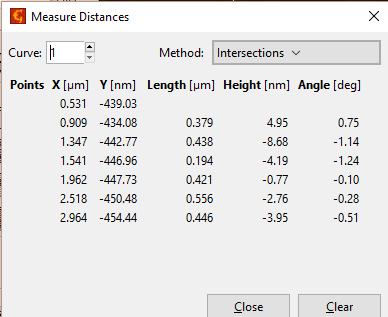 Measure Distances
Curve: 1 Method: Intersections
Points X [µm] Y [nm] Length [µm] Height [nm] Angle [deg]
0.531 -439.03
0.909 -434.08 0.379 4.95 0.75
1.347 -442.77 0.438 -8.68 -1.14
1.541 -446.96 0.194 -4.19 -1.24
1.962 -447.73 0.421 -0.77 -0.10
2.518 -450.48 0.556 -2.76 -0.28
2.964 -454.44 0.446 -3.95 -0.51
Close Clear